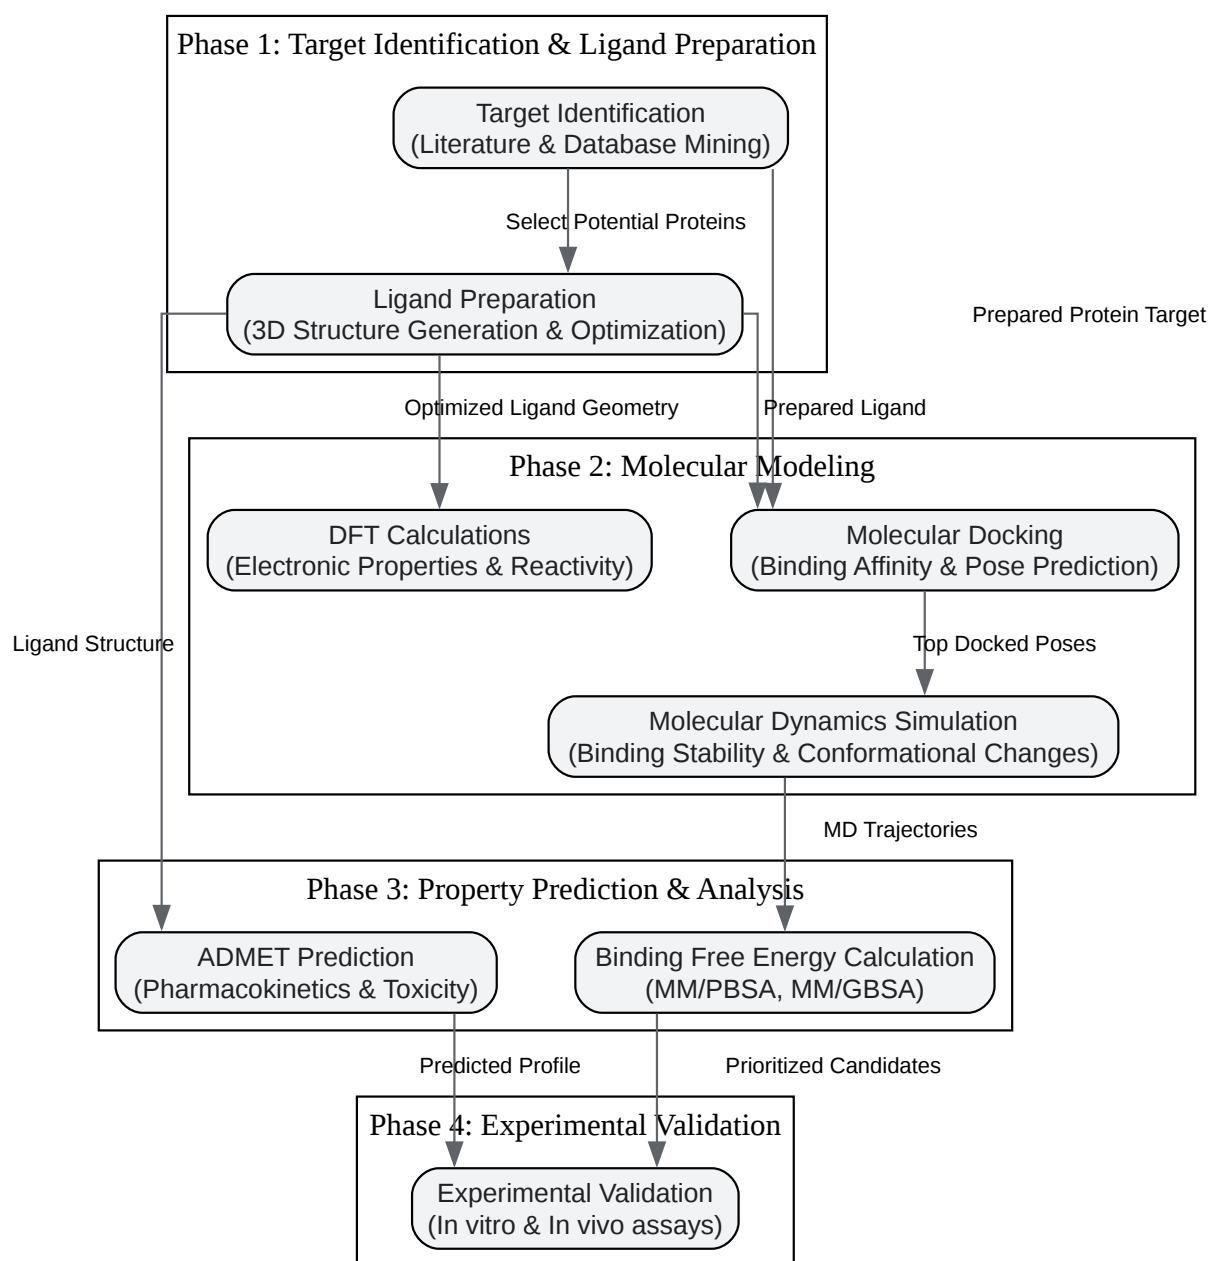 Phase 1: Target Identification & Ligand Preparation
Target Identification
(Literature & Database Mining)
Select Potential Proteins
Ligand Preparation
(3D Structure Generation & Optimization)
Prepared Protein Target
Optimized Ligand Geometry
Prepared Ligand
Phase 2: Molecular Modeling
DFT Calculations
(Electronic Properties & Reactivity)
Molecular Docking
(Binding Affinity & Pose Prediction)
Ligand Structure
Top Docked Poses
Molecular Dynamics Simulation
(Binding Stability & Conformational Changes)
MD Trajectories
Phase 3: Property Prediction & Analysis
ADMET Prediction
(Pharmacokinetics & Toxicity)
Binding Free Energy Calculation
(MM/PBSA, MM/GBSA)
Predicted Profile
Prioritized Candidates
Phase 4: Experimental Validation
Experimental Validation
(In vitro & In vivo assays)